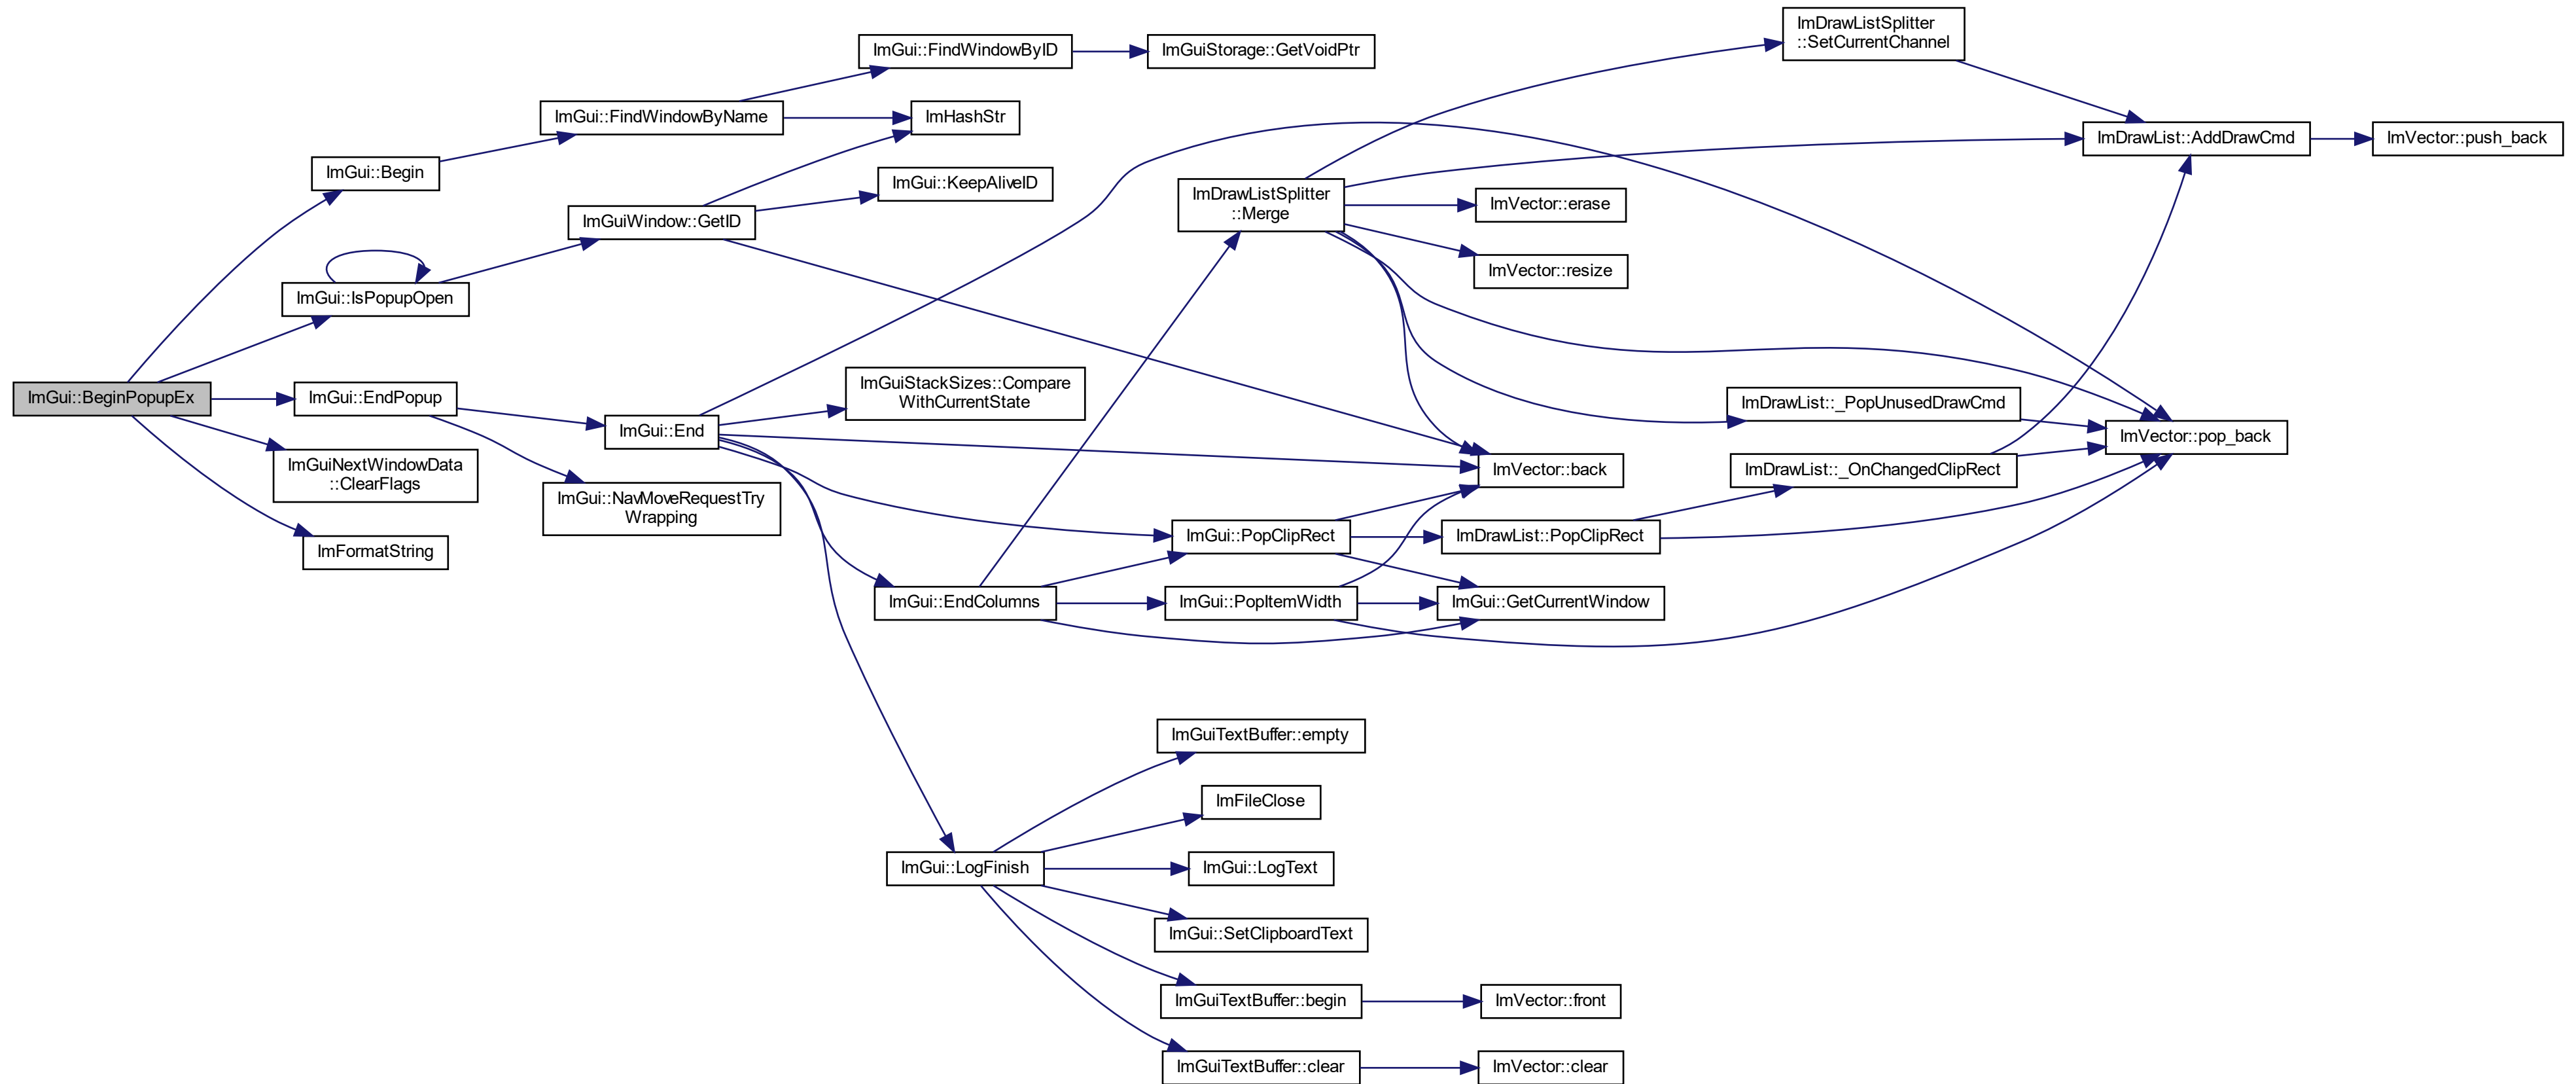 ImGui::BeginPopupEx
ImGui::Begin
ImGui::IsPopupOpen
ImGui::EndPopup
ImGuiNextWindowData
::ClearFlags
ImFormatString
ImGui::FindWindowByName
ImGuiWindow::GetID
ImGui::End
ImGui::NavMoveRequestTry
Wrapping
ImGui::FindWindowByID
ImHashStr
ImGui::KeepAliveID
ImGuiStackSizes::Compare
WithCurrentState
ImGui::EndColumns
ImGui::LogFinish
ImGuiStorage::GetVoidPtr
ImDrawListSplitter
::Merge
ImGui::PopClipRect
ImGui::PopItemWidth
ImGuiTextBuffer::empty
ImFileClose
ImGui::LogText
ImGui::SetClipboardText
ImGuiTextBuffer::begin
ImGuiTextBuffer::clear
ImVector::erase
ImVector::resize
ImVector::back
ImDrawList::PopClipRect
ImGui::GetCurrentWindow
ImVector::front
ImVector::clear
ImDrawListSplitter
::SetCurrentChannel
ImDrawList::_PopUnusedDrawCmd
ImDrawList::_OnChangedClipRect
ImDrawList::AddDrawCmd
ImVector::pop_back
ImVector::push_back